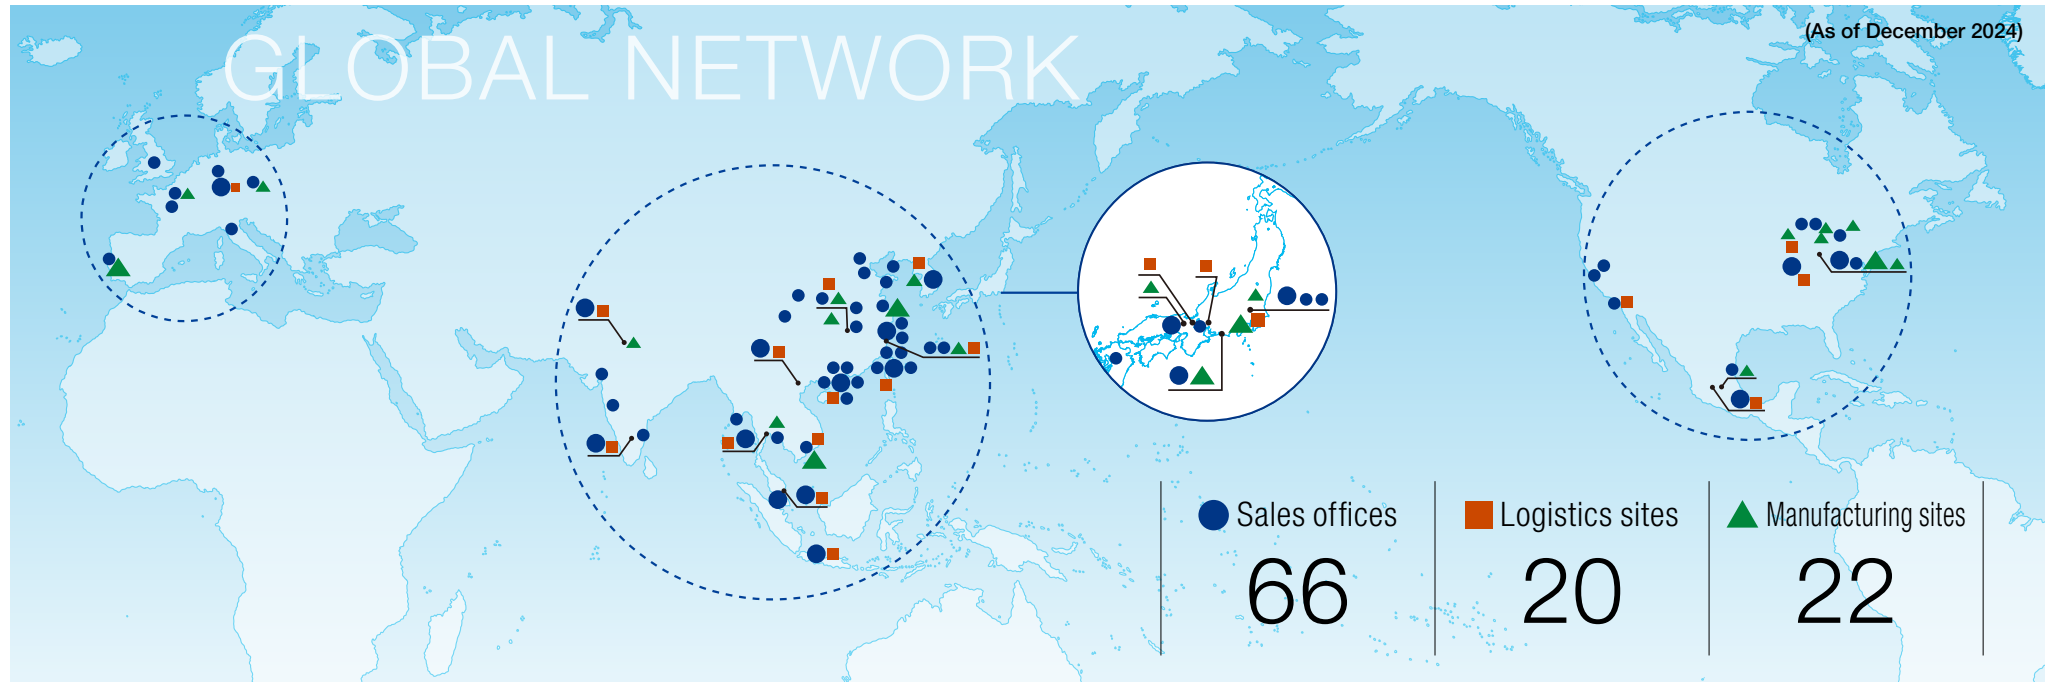 GLOBAL NETWORK
(As of December 2024)
Sales offices
66
Logistics sites
20
Manufacturing sites
22